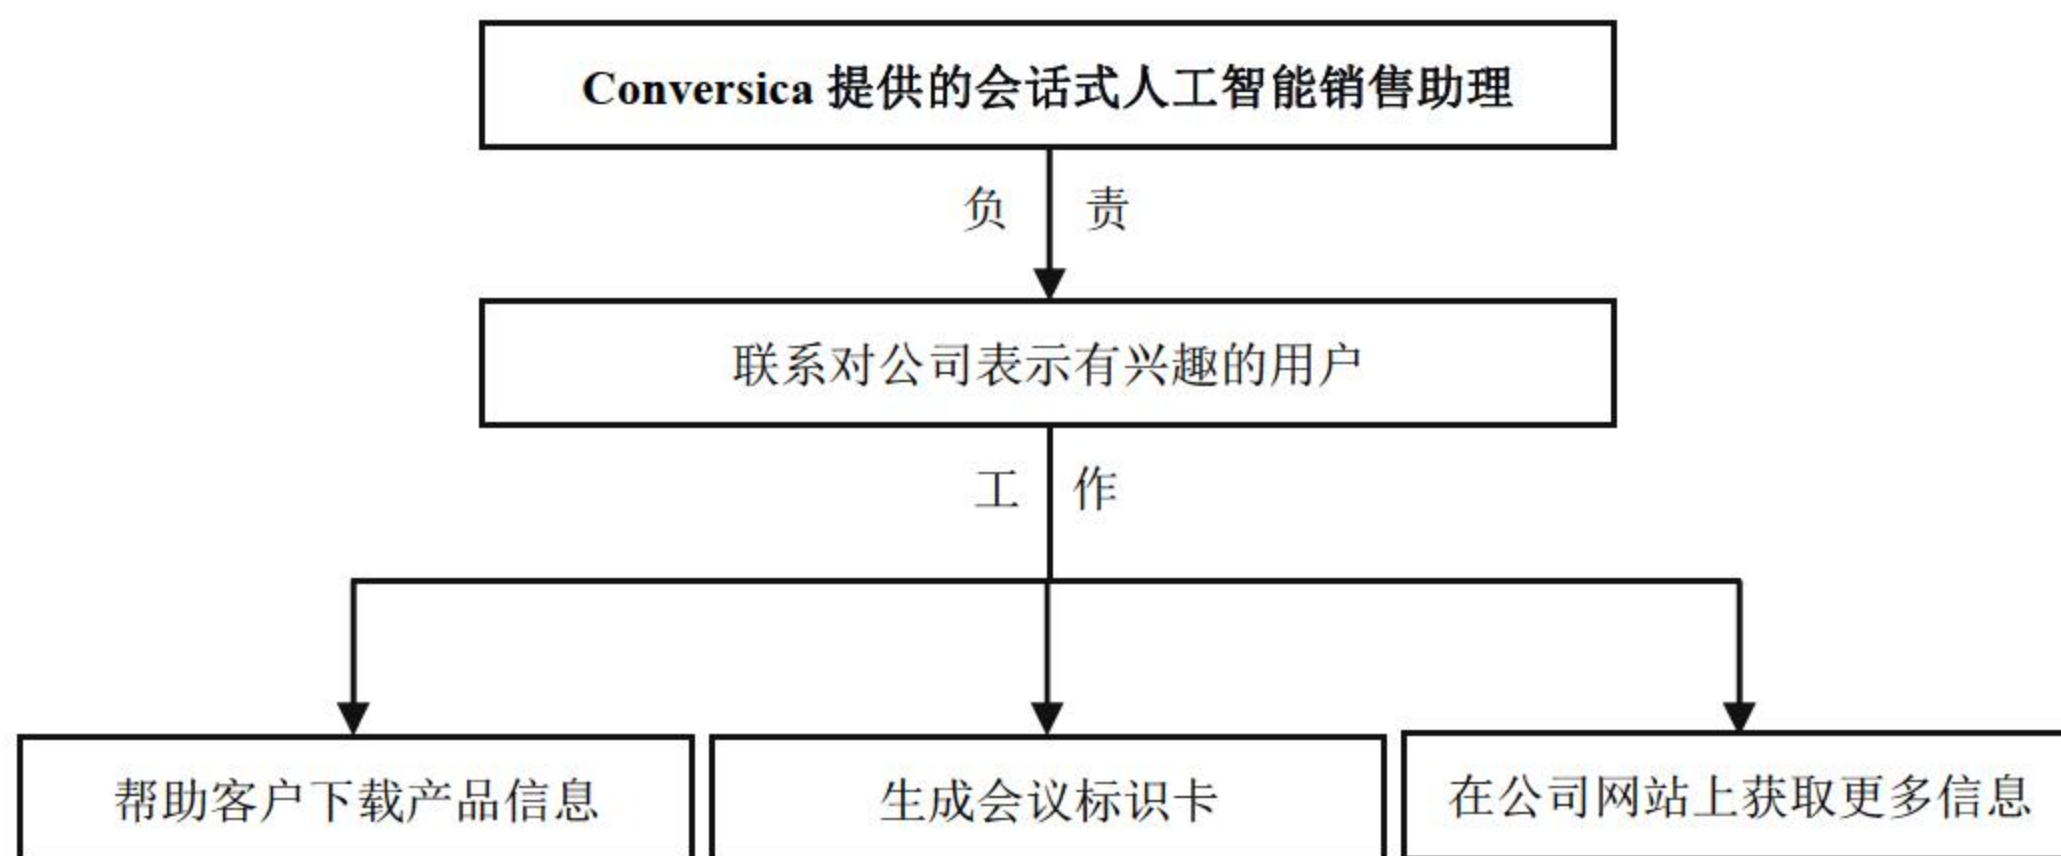 Conversica 提供的会话式人工智能销售助理
负 责
联系对公司表示有兴趣的用户
工 作
帮助客户下载产品信息
生成会议标识卡
在公司网站上获取更多信息